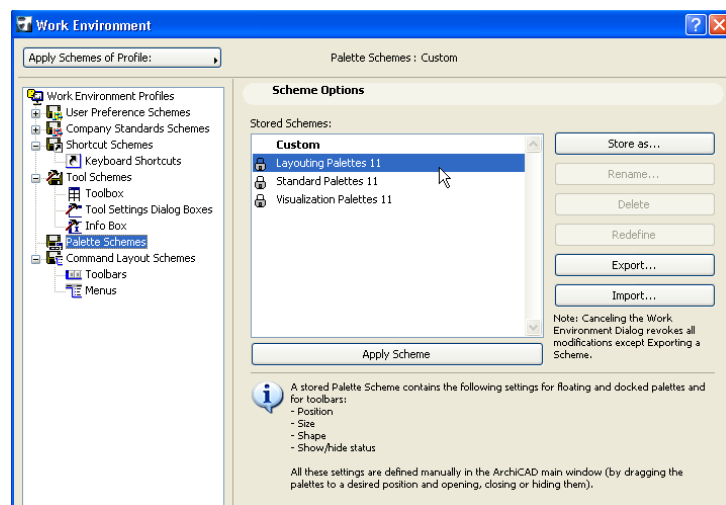 Work Environment
Apply Schemes of Profile:
Palette Schemes : Custom
Work Environment Profiles
User Preference Schemes
Company Standards Schemes
Shortcut Schemes
Keyboard Shortcuts
Tool Schemes
Toolbox
Tool Settings Dialog Boxes
Info Box
Palette Schemes
Command Layout Schemes
Toolbars
Menus
Scheme Options
Stored Schemes:
Custom
Layouting Palettes 11
Standard Palettes 11
Visualization Palettes 11
Apply Scheme
Store as...
Rename...
Delete
Redefine
Export...
Import...
Note: Canceling the Work
Environment Dialog revokes all
modifications except Exporting a
Scheme.
A stored Palette Scheme contains the following settings for floating and docked palettes and
for toolbars:
- Position
- Size
- Shape
- Show/hide status
All these settings are defined manually in the ArchiCAD main window (by dragging the
palettes to a desired position and opening, closing or hiding them).